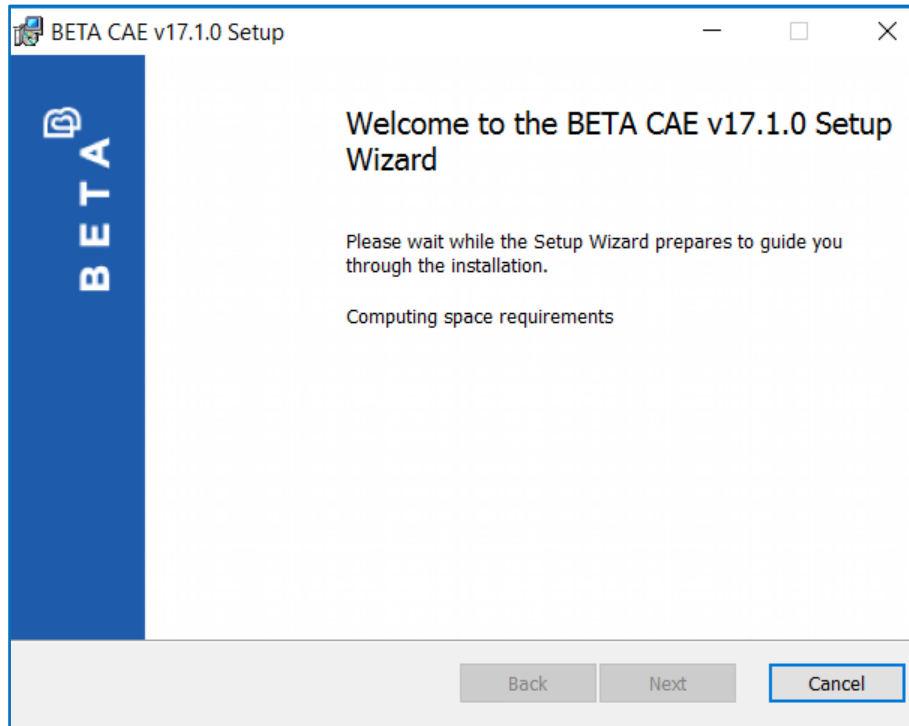 BETA CAE v17.1.0 Setup
BETA
Welcome to the BETA CAE v17.1.0 Setup
Wizard
Please wait while the Setup Wizard prepares to guide you
through the installation.
Computing space requirements
Back Next Cancel